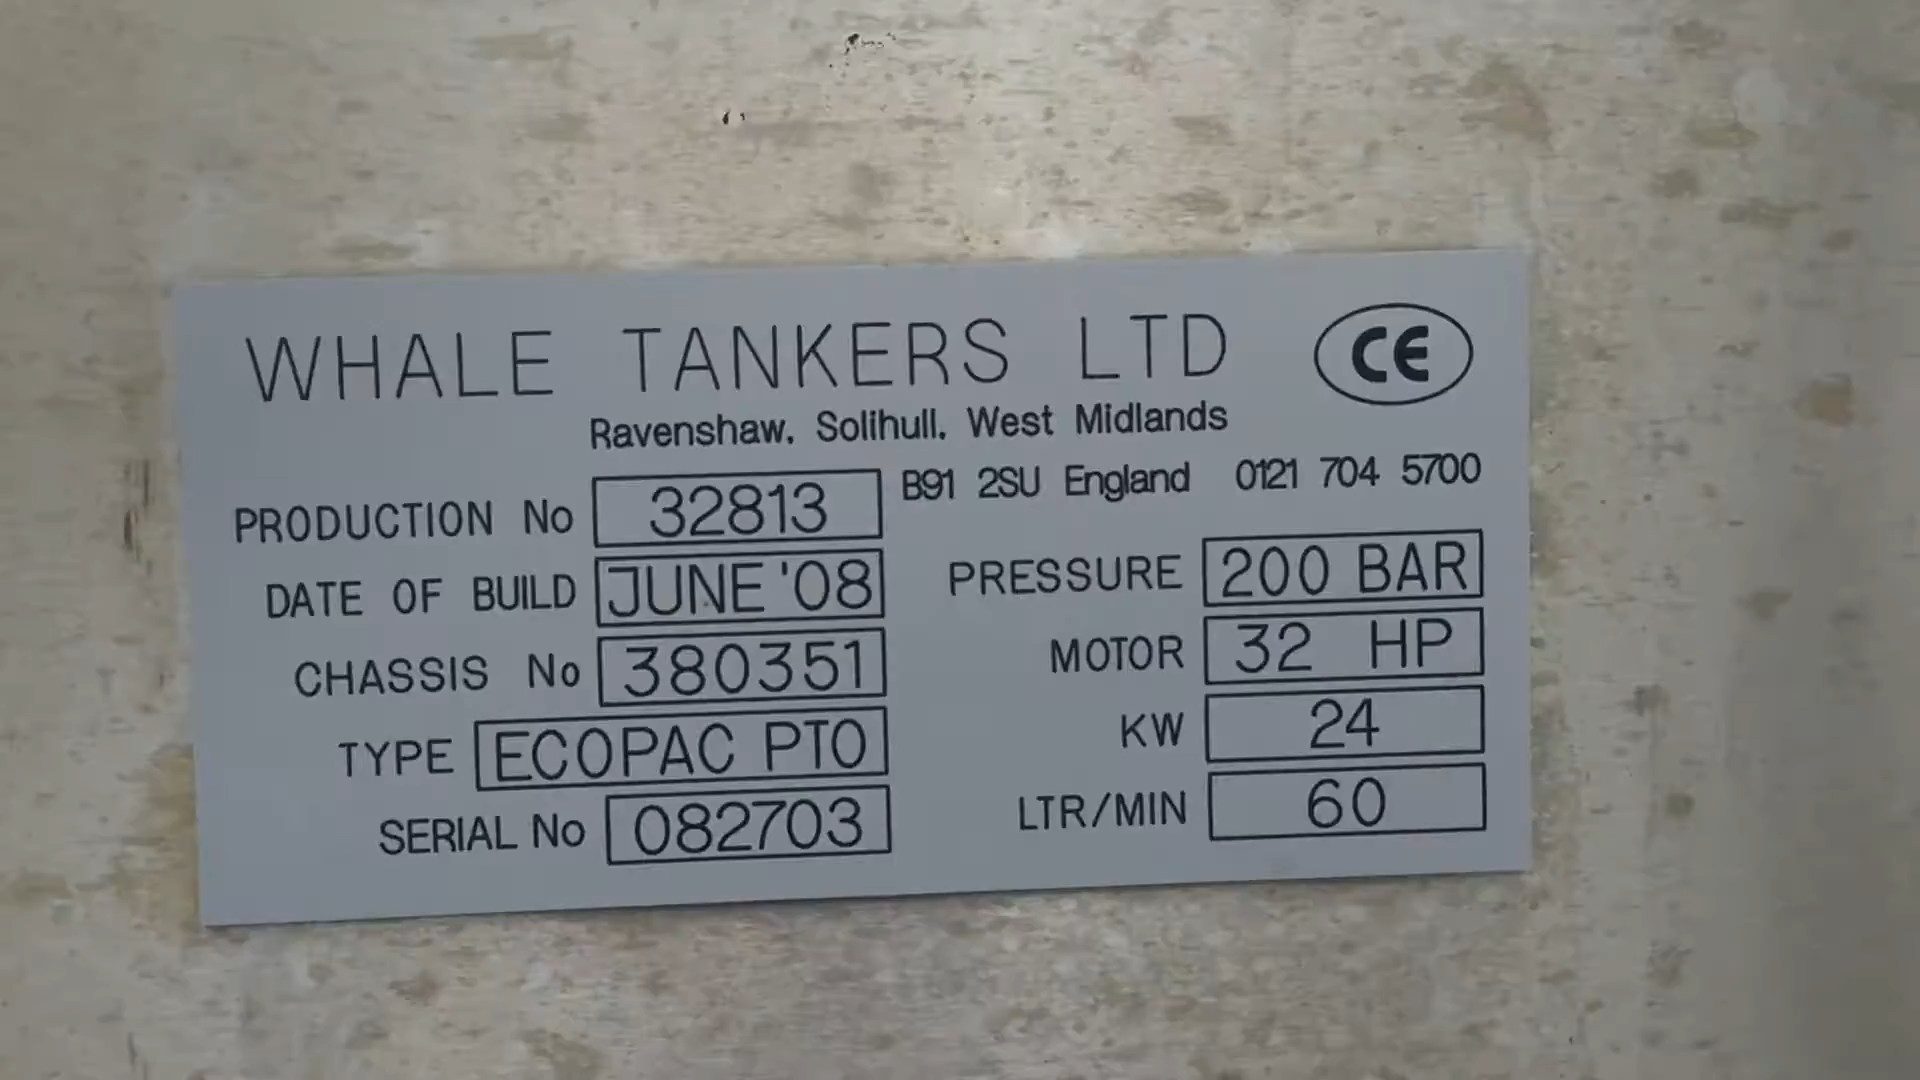 WHALE TANKERS LTD CE
Ravenshaw, Solihull, West Midlands
B91 2SU England 0121 704 5700
PRODUCTION No 32813
DATE OF BUILD JUNE '08
CHASSIS No 380351
TYPE ECOPAC PTO
SERIAL No 082703
PRESSURE 200 BAR
MOTOR 32 HP
KW 24
LTR/MIN 60